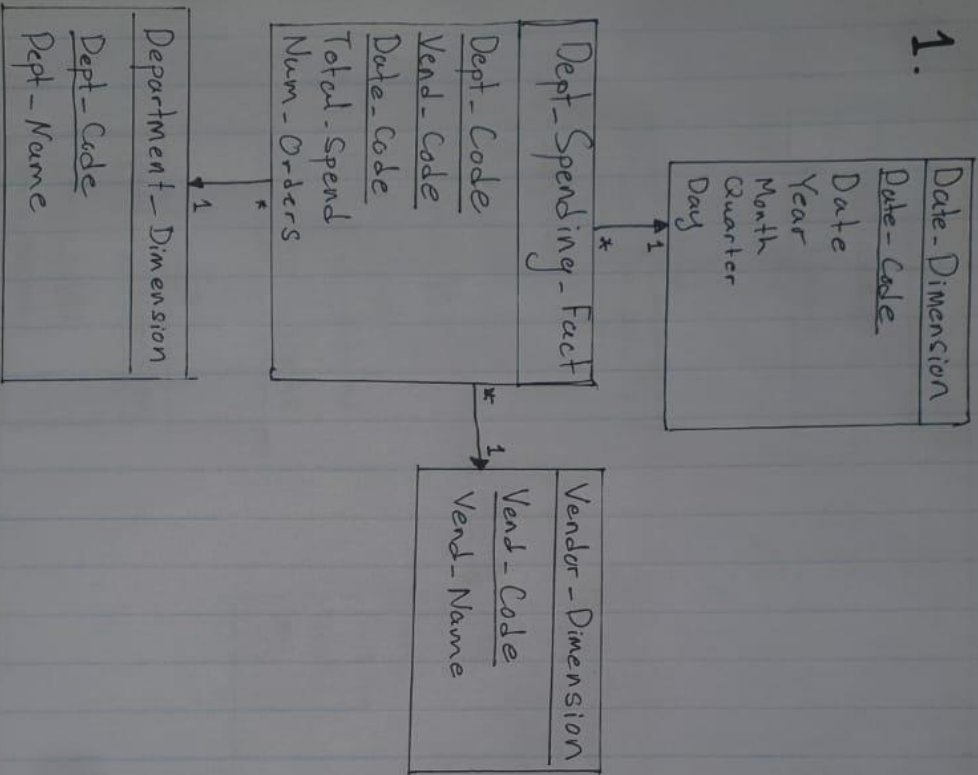 1.
Date_Dimension
Date_Code
Date
Year
Month
Quarter
Day
1
*
Dept_Spending_Fact
Dept_Code
Vend_Code
Date_Code
Total_Spend
Num_Orders
*
1
Vendor_Dimension
Vend_Code
Vend_Name
*
1
Department_Dimension
Dept_Code
Dept_Name